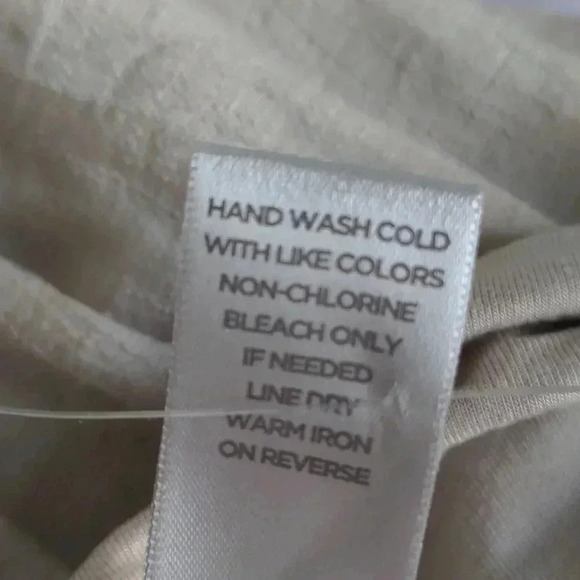 HAND WASH COLD
WITH LIKE COLORS
NON-CHLORINE
BLEACH ONLY
IF NEEDED
LINE DRY
WARM IRON
ON REVERSE